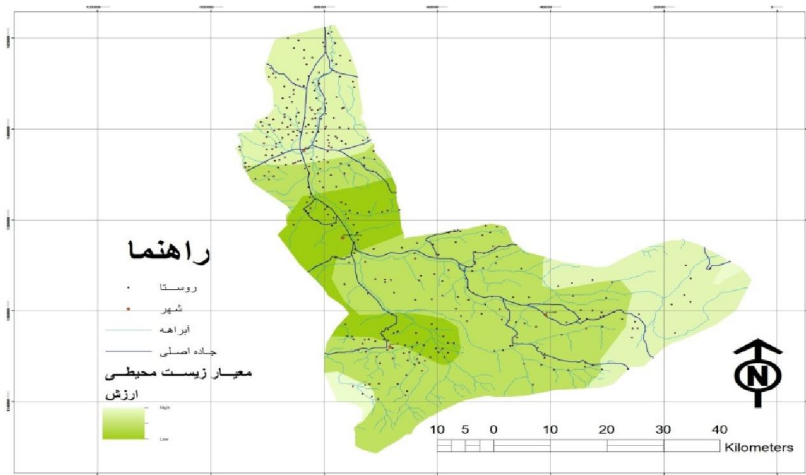 راهنما
روستا
شهر
آبراهه
جاده اصلی
معیار زیست محیطی
ارزش
High
Low
N
10 5 0 10 20 30 40
Kilometers